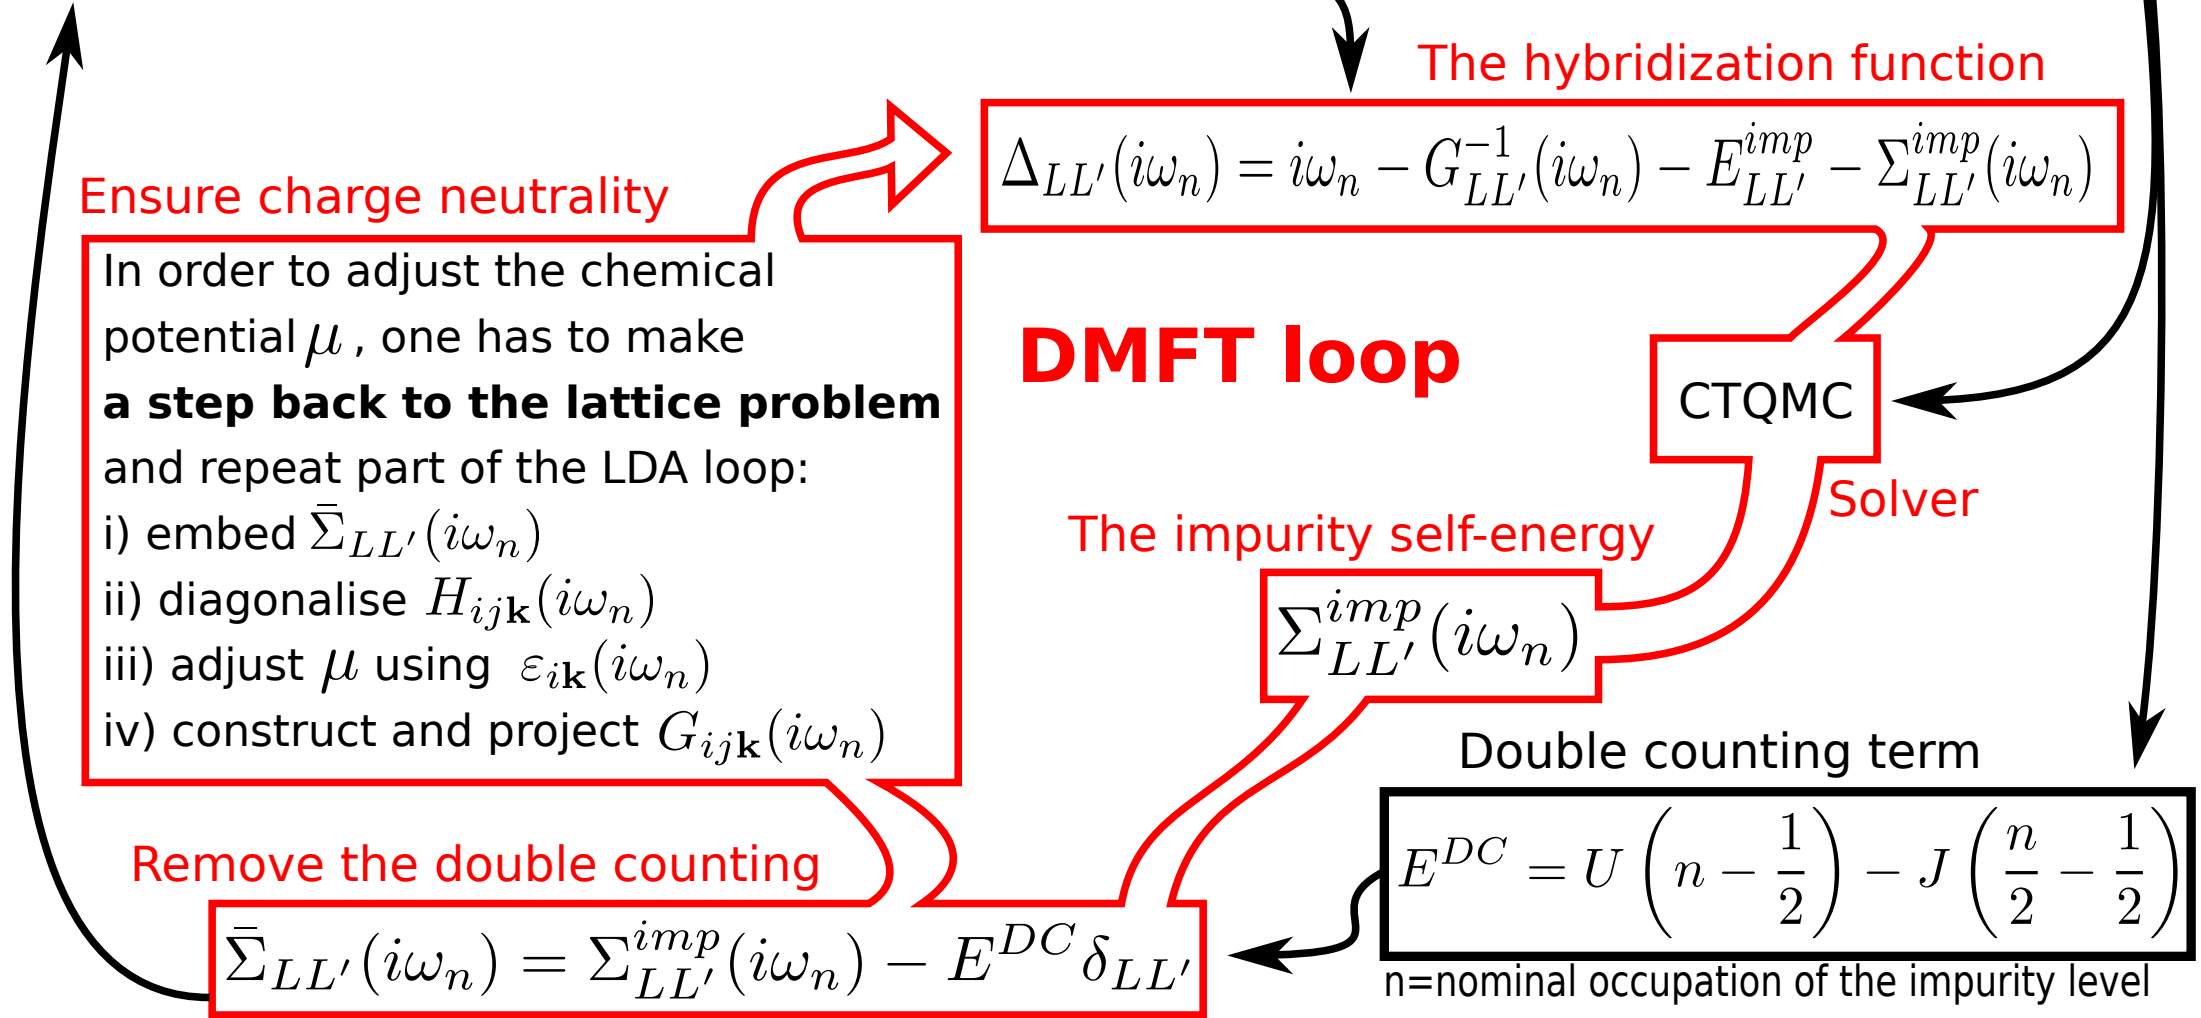 The hybridization function
Δ_{LL'}(iω_n) = iω_n − G^{−1}_{LL'}(iω_n) − E^{imp}_{LL'} − Σ^{imp}_{LL'}(iω_n)
Ensure charge neutrality
In order to adjust the chemical
potential μ, one has to make
a step back to the lattice problem
and repeat part of the LDA loop:
i) embed Σ̄_{LL'}(iω_n)
ii) diagonalise H_{ij𝐤}(iω_n)
iii) adjust μ using ε_{i𝐤}(iω_n)
iv) construct and project G_{ij𝐤}(iω_n)
DMFT loop
CTQMC
Solver
The impurity self-energy
Σ^{imp}_{LL'}(iω_n)
Double counting term
E^{DC} = U (n − 1/2) − J (n/2 − 1/2)
n=nominal occupation of the impurity level
Remove the double counting
Σ̄_{LL'}(iω_n) = Σ^{imp}_{LL'}(iω_n) − E^{DC}δ_{LL'}